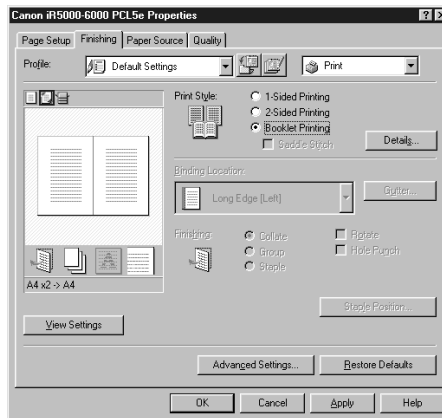 Canon iR5000-6000 PCL5e Properties
Page Setup Finishing Paper Source Quality
Profile: Default Settings Print
Print Style: 1-Sided Printing
2-Sided Printing
Booklet Printing
Saddle Stitch Details...
Binding Location:
Long Edge [Left] Gutter...
Finishing: Collate Rotate
Group Hole Punch
Staple
A4 x2 -> A4
Staple Position...
View Settings
Advanced Settings... Restore Defaults
OK Cancel Apply Help